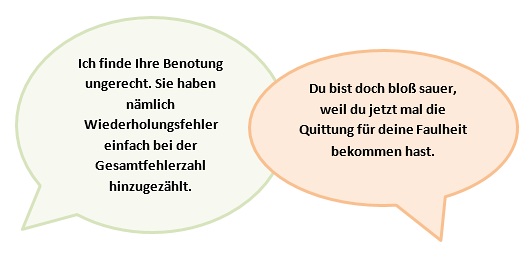 Ich finde Ihre Benotung
ungerecht. Sie haben
nämlich
Wiederholungsfehler
einfach bei der
Gesamtfehlerzahl
hinzugezählt.
Du bist doch bloß sauer,
weil du jetzt mal die
Quittung für deine Faulheit
bekommen hast.